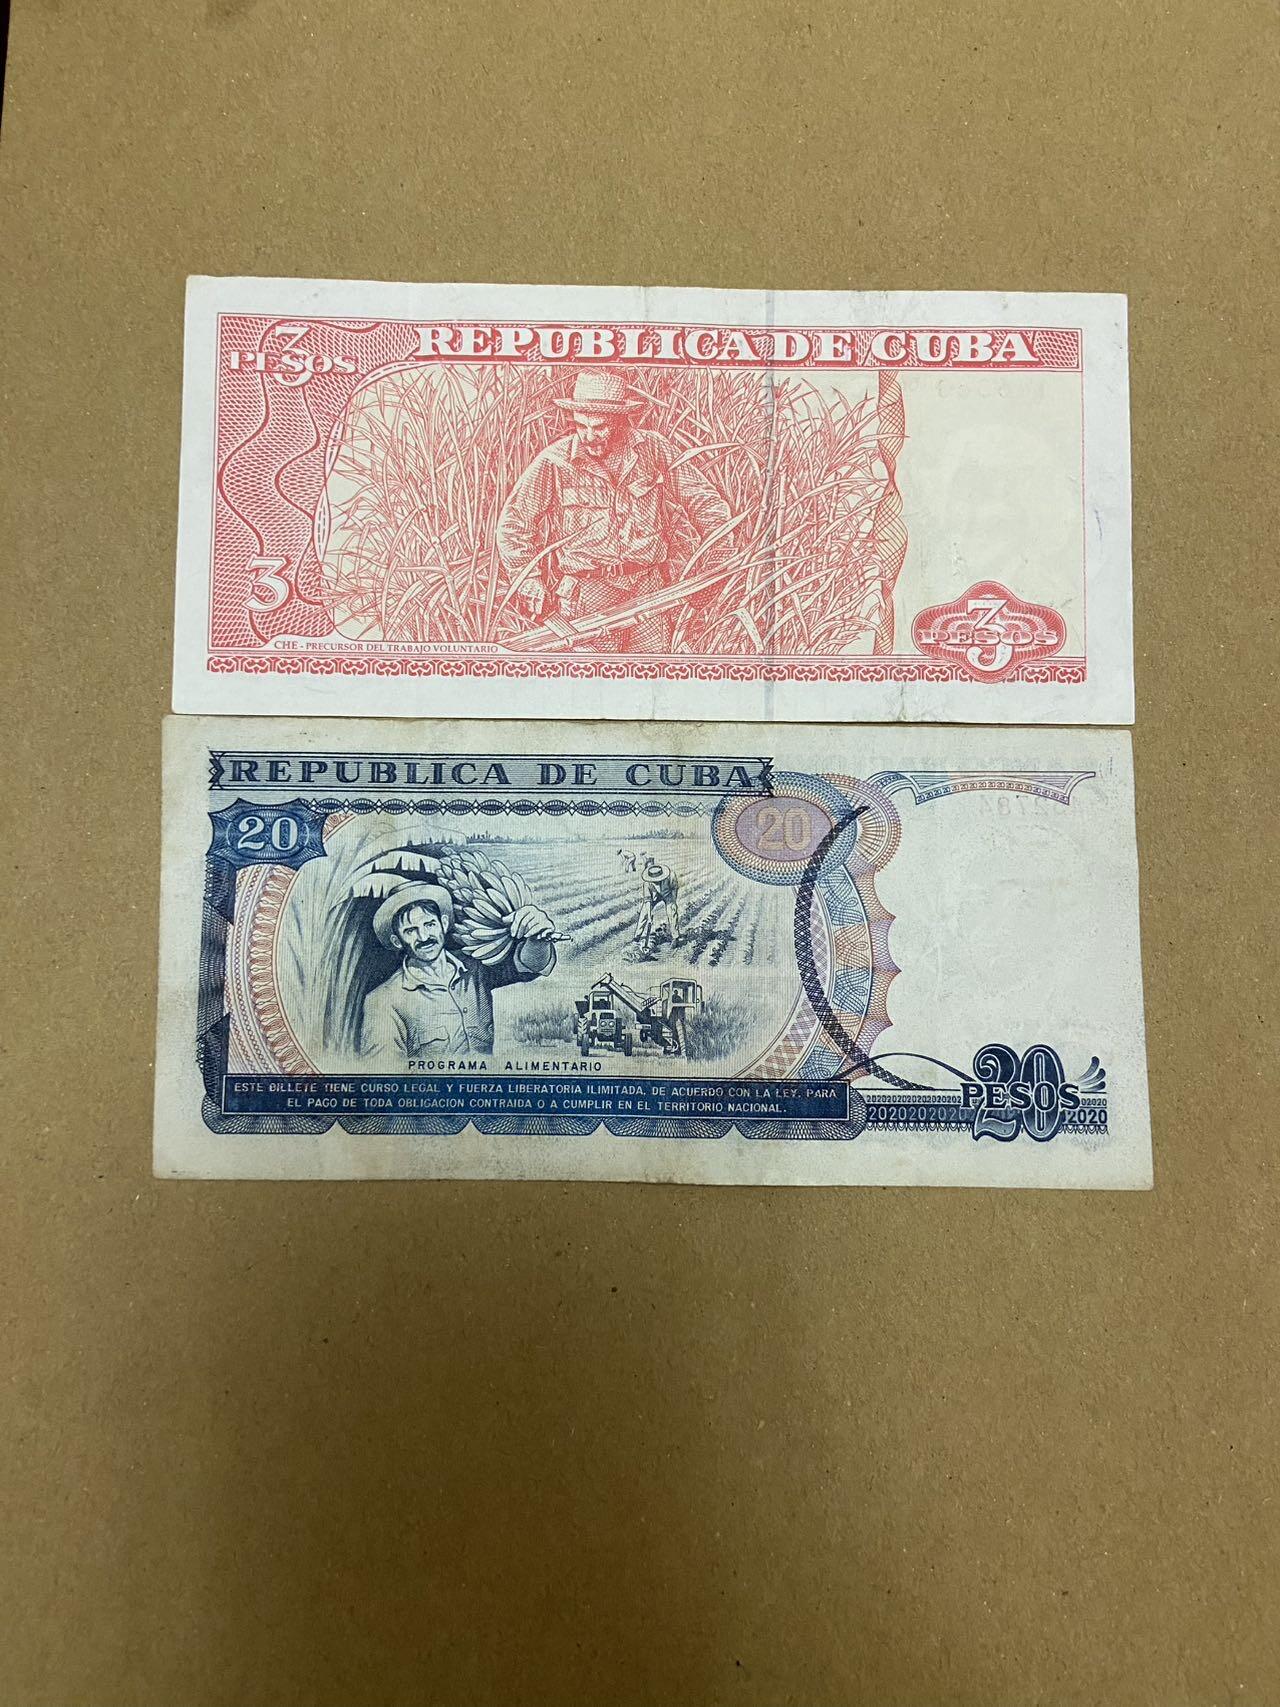 3
PESOS
REPUBLICA DE CUBA
3
CHE - PRECURSOR DEL TRABAJO VOLUNTARIO
3
PESOS
REPUBLICA DE CUBA
20
20
PROGRAMA ALIMENTARIO
ESTE BILLETE TIENE CURSO LEGAL Y FUERZA LIBERATORIA ILIMITADA, DE ACUERDO CON LA LEY, PARA
EL PAGO DE TODA OBLIGACION CONTRAIDA O A CUMPLIR EN EL TERRITORIO NACIONAL.
20
PESOS